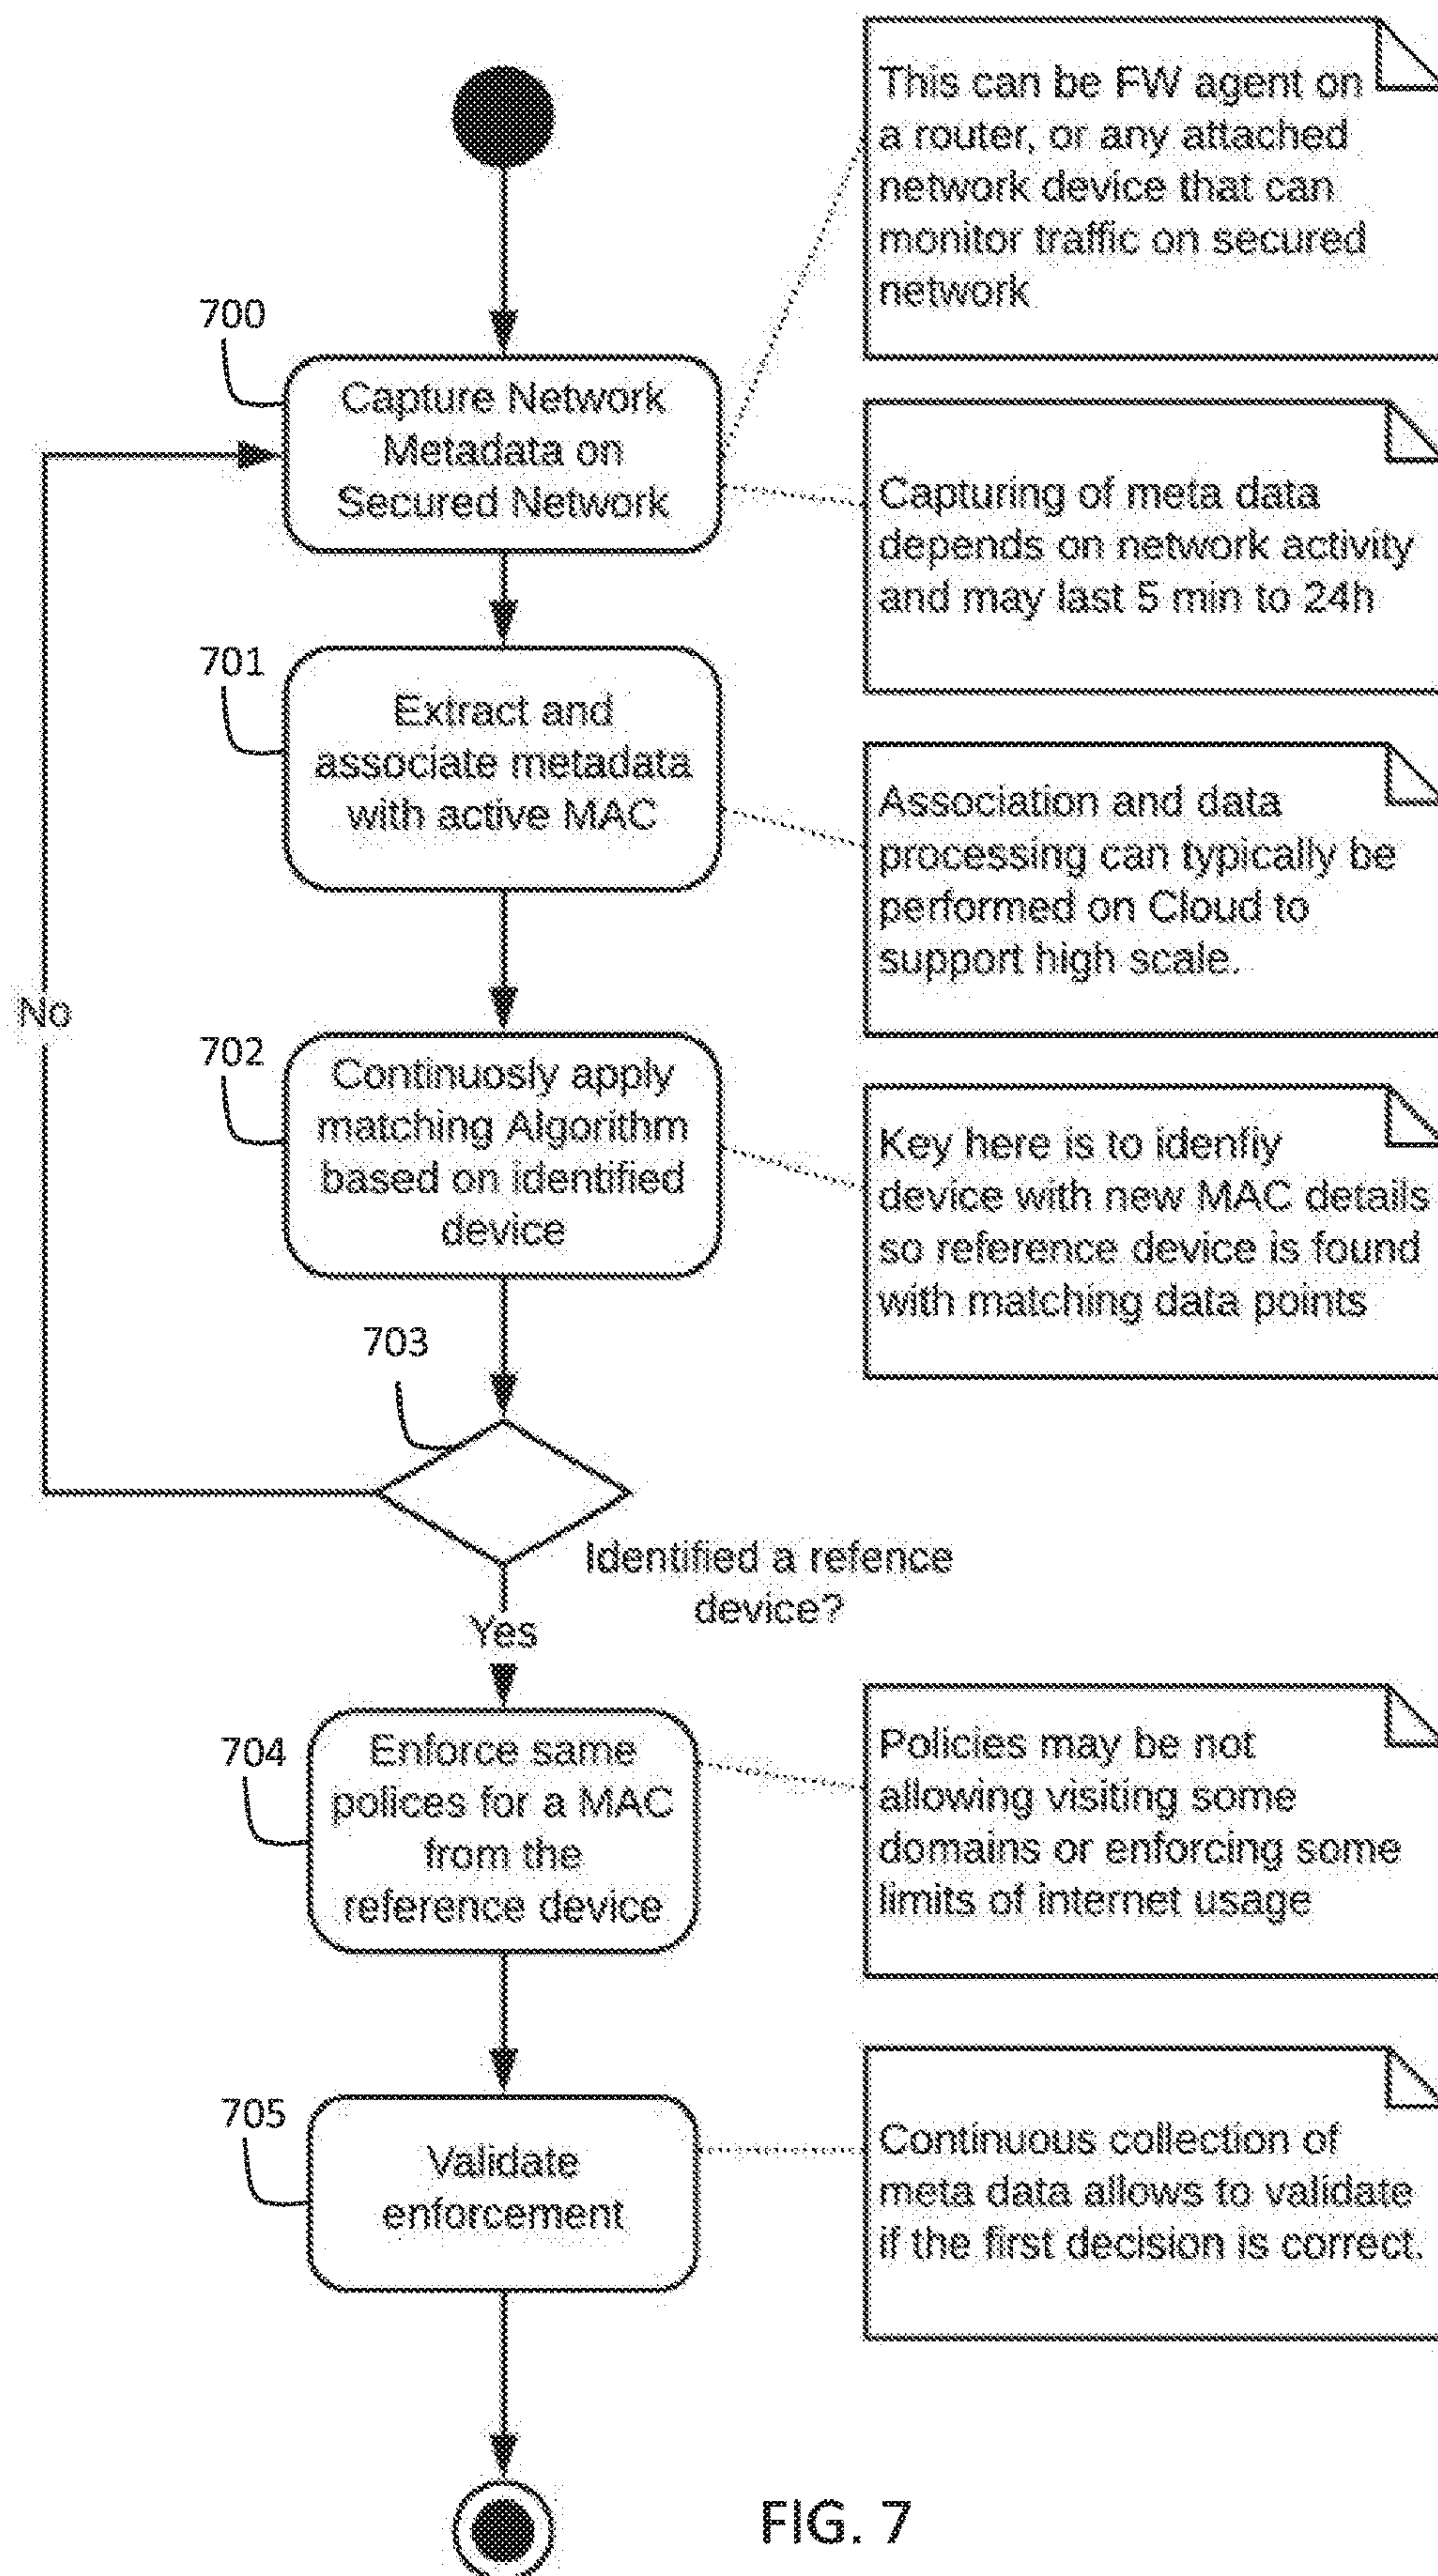 This can be FW agent on
a router, or any attached
network device that can
monitor traffic on secured
network
700
Capture Network
Metadata on
Secured Network
Capturing of meta data
depends on network activity
and may last 5 min to 24h
701
Extract and
associate metadata
with active MAC
Association and data
processing can typically be
performed on Cloud to
support high scale.
No
702
Continuosly apply
matching Algorithm
based on identified
device
Key here is to idenfiy
device with new MAC details
so reference device is found
with matching data points
703
Identified a refence
device?
Yes
704
Enforce same
polices for a MAC
from the
reference device
Policies may be not
allowing visiting some
domains or enforcing some
limits of internet usage
705
Validate
enforcement
Continuous collection of
meta data allows to validate
if the first decision is correct.
FIG. 7